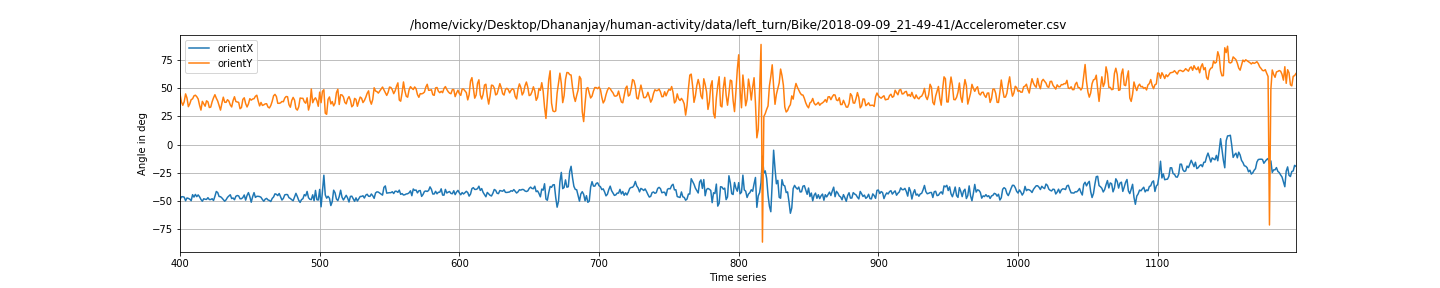 /home/vicky/Desktop/Dhananjay/human-activity/data/left_turn/Bike/2018-09-09_21-49-41/Accelerometer.csv
orientX
orientY
75
50
25
0
−25
−50
−75
Angle in deg
400 500 600 700 800 900 1000 1100
Time series